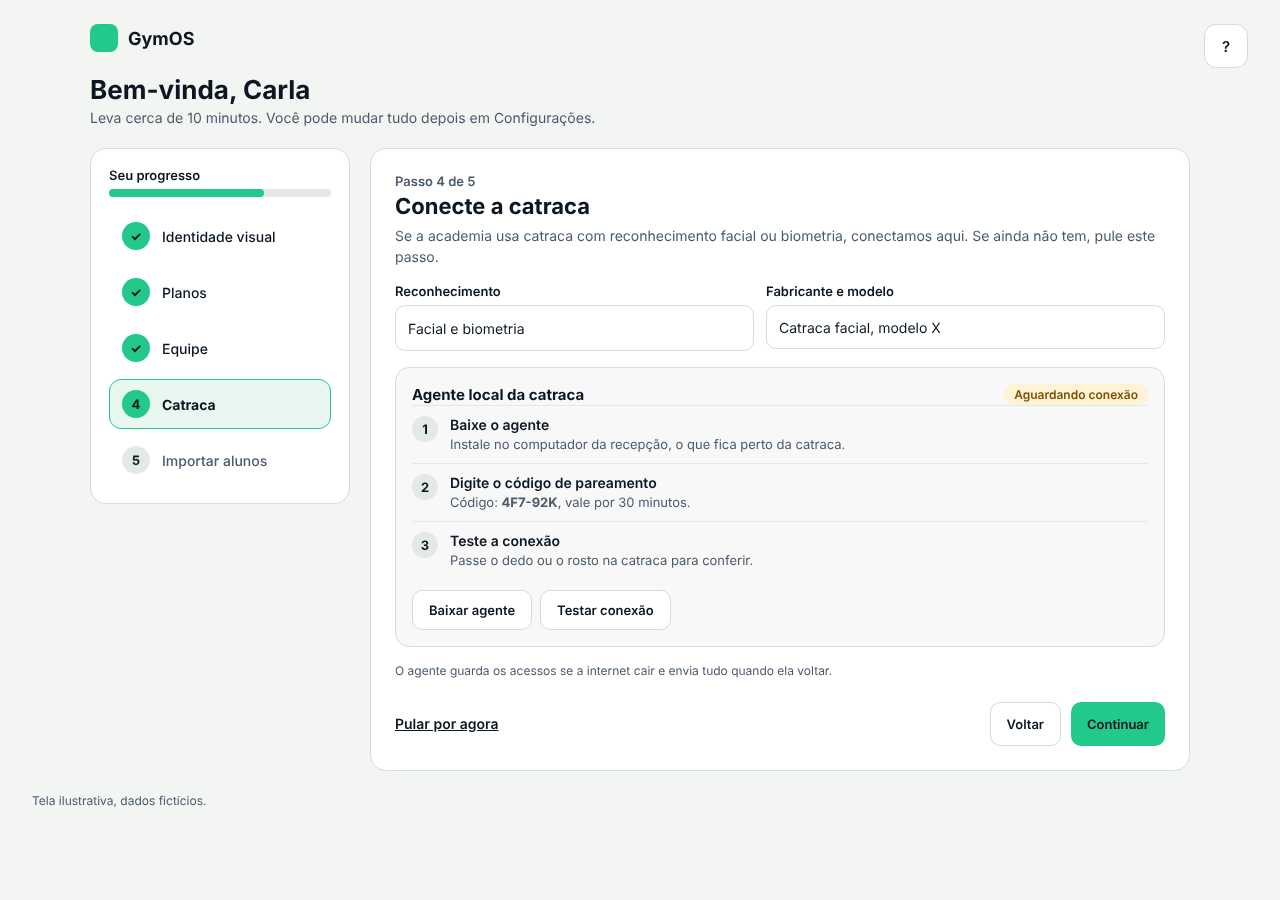 GymOS
?
Bem-vinda, Carla
Leva cerca de 10 minutos. Você pode mudar tudo depois em Configurações.
Seu progresso
Identidade visual
Planos
Equipe
4 Catraca
5 Importar alunos
Passo 4 de 5
Conecte a catraca
Se a academia usa catraca com reconhecimento facial ou biometria, conectamos aqui. Se ainda não tem, pule este
passo.
Reconhecimento
Facial e biometria
Fabricante e modelo
Catraca facial, modelo X
Agente local da catraca
Aguardando conexão
1 Baixe o agente
Instale no computador da recepção, o que fica perto da catraca.
2 Digite o código de pareamento
Código: 4F7-92K, vale por 30 minutos.
3 Teste a conexão
Passe o dedo ou o rosto na catraca para conferir.
Baixar agente
Testar conexão
O agente guarda os acessos se a internet cair e envia tudo quando ela voltar.
Pular por agora
Voltar
Continuar
Tela ilustrativa, dados fictícios.